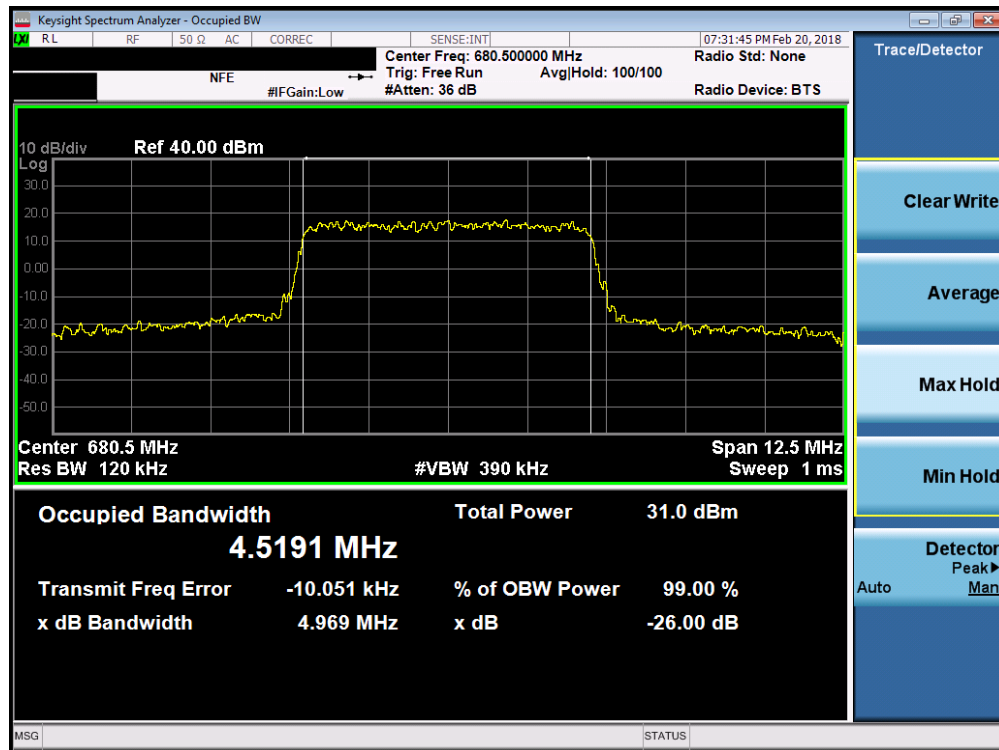 Keysight Spectrum Analyzer - Occupied BW
LXI RL RF 50 Ω AC CORREC SENSE:INT 07:31:45 PM Feb 20, 2018
Center Freq: 680.500000 MHz Radio Std: None
NFE Trig: Free Run Avg|Hold: 100/100
#IFGain:Low #Atten: 36 dB Radio Device: BTS
10 dB/div Ref 40.00 dBm
Log
30.0
20.0
10.0
0.00
-10.0
-20.0
-30.0
-40.0
-50.0
Center 680.5 MHz Span 12.5 MHz
Res BW 120 kHz #VBW 390 kHz Sweep 1 ms
Occupied Bandwidth Total Power 31.0 dBm
4.5191 MHz
Transmit Freq Error -10.051 kHz % of OBW Power 99.00 %
x dB Bandwidth 4.969 MHz x dB -26.00 dB
MSG STATUS
Trace/Detector
Clear Write
Average
Max Hold
Min Hold
Detector
Peak▶
Auto Man